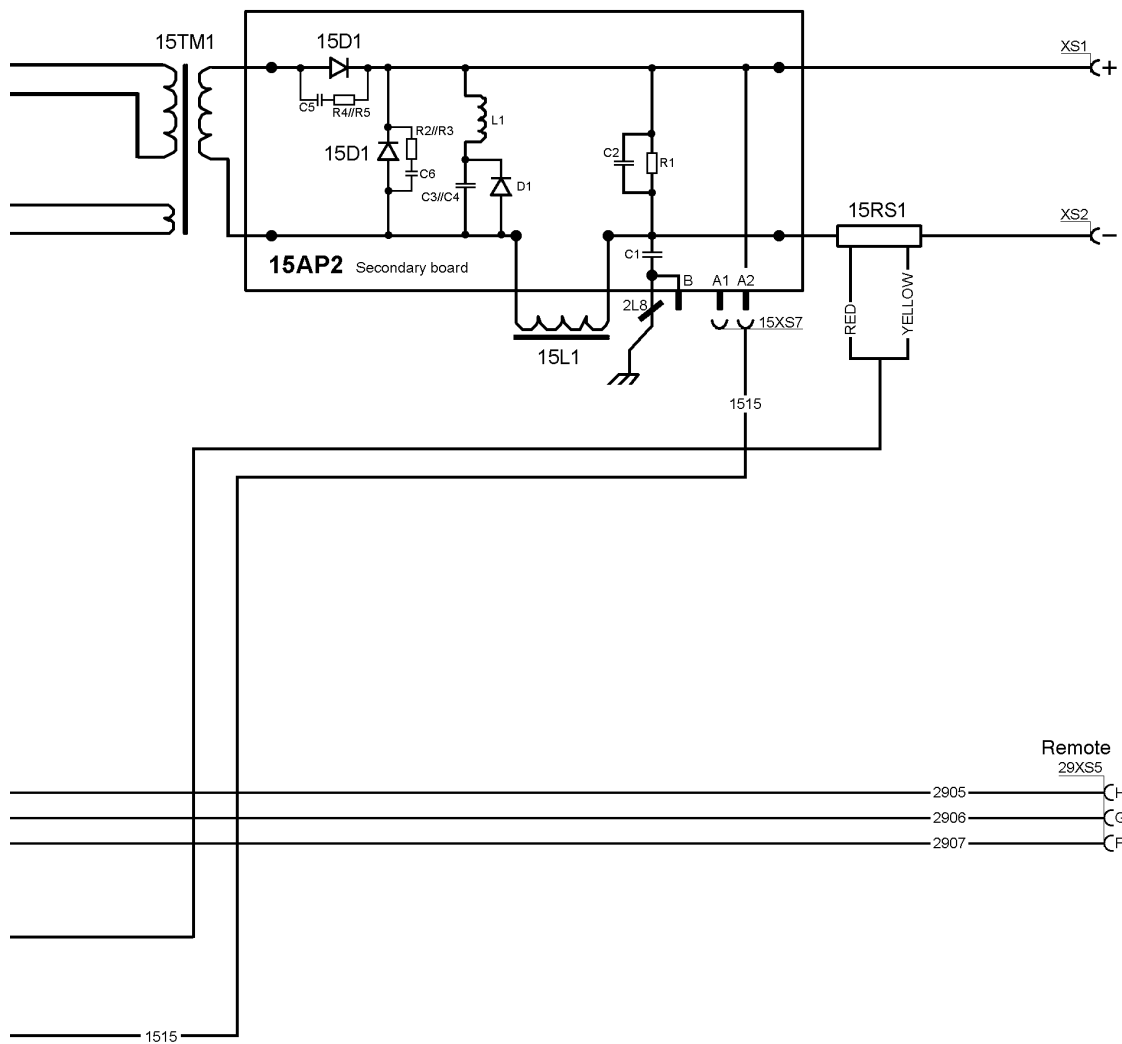 15TM1
15D1
XS1
+
C5
R4//R5
L1
R2//R3
15D1
C6
C3//C4
D1
C2
R1
15RS1
XS2
−
15AP2 Secondary board
C1
B
A1
A2
2L8
15XS7
RED
YELLOW
15L1
1515
Remote
29XS5
2905
H
2906
G
2907
F
1515